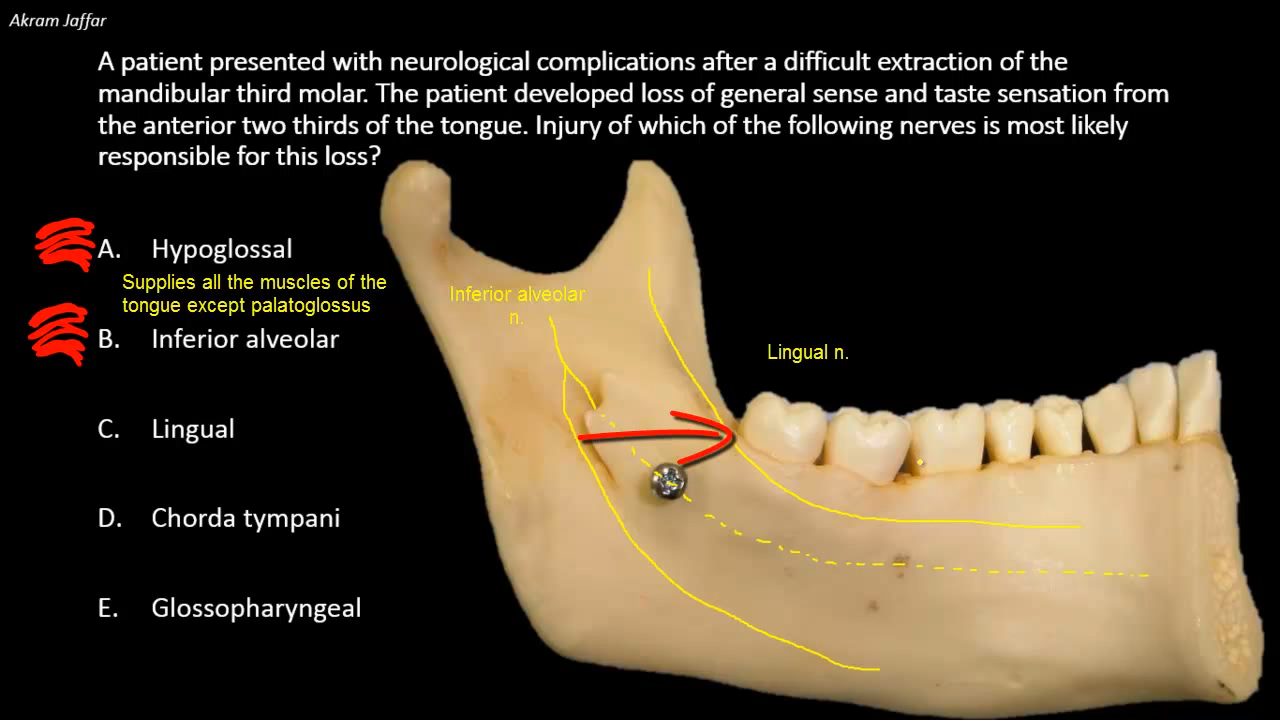 Akram Jaffar
A patient presented with neurological complications after a difficult extraction of the
mandibular third molar. The patient developed loss of general sense and taste sensation from
the anterior two thirds of the tongue. Injury of which of the following nerves is most likely
responsible for this loss?
A. Hypoglossal
Supplies all the muscles of the
tongue except palatoglossus
B. Inferior alveolar
C. Lingual
D. Chorda tympani
E. Glossopharyngeal
Inferior alveolar
n.
Lingual n.